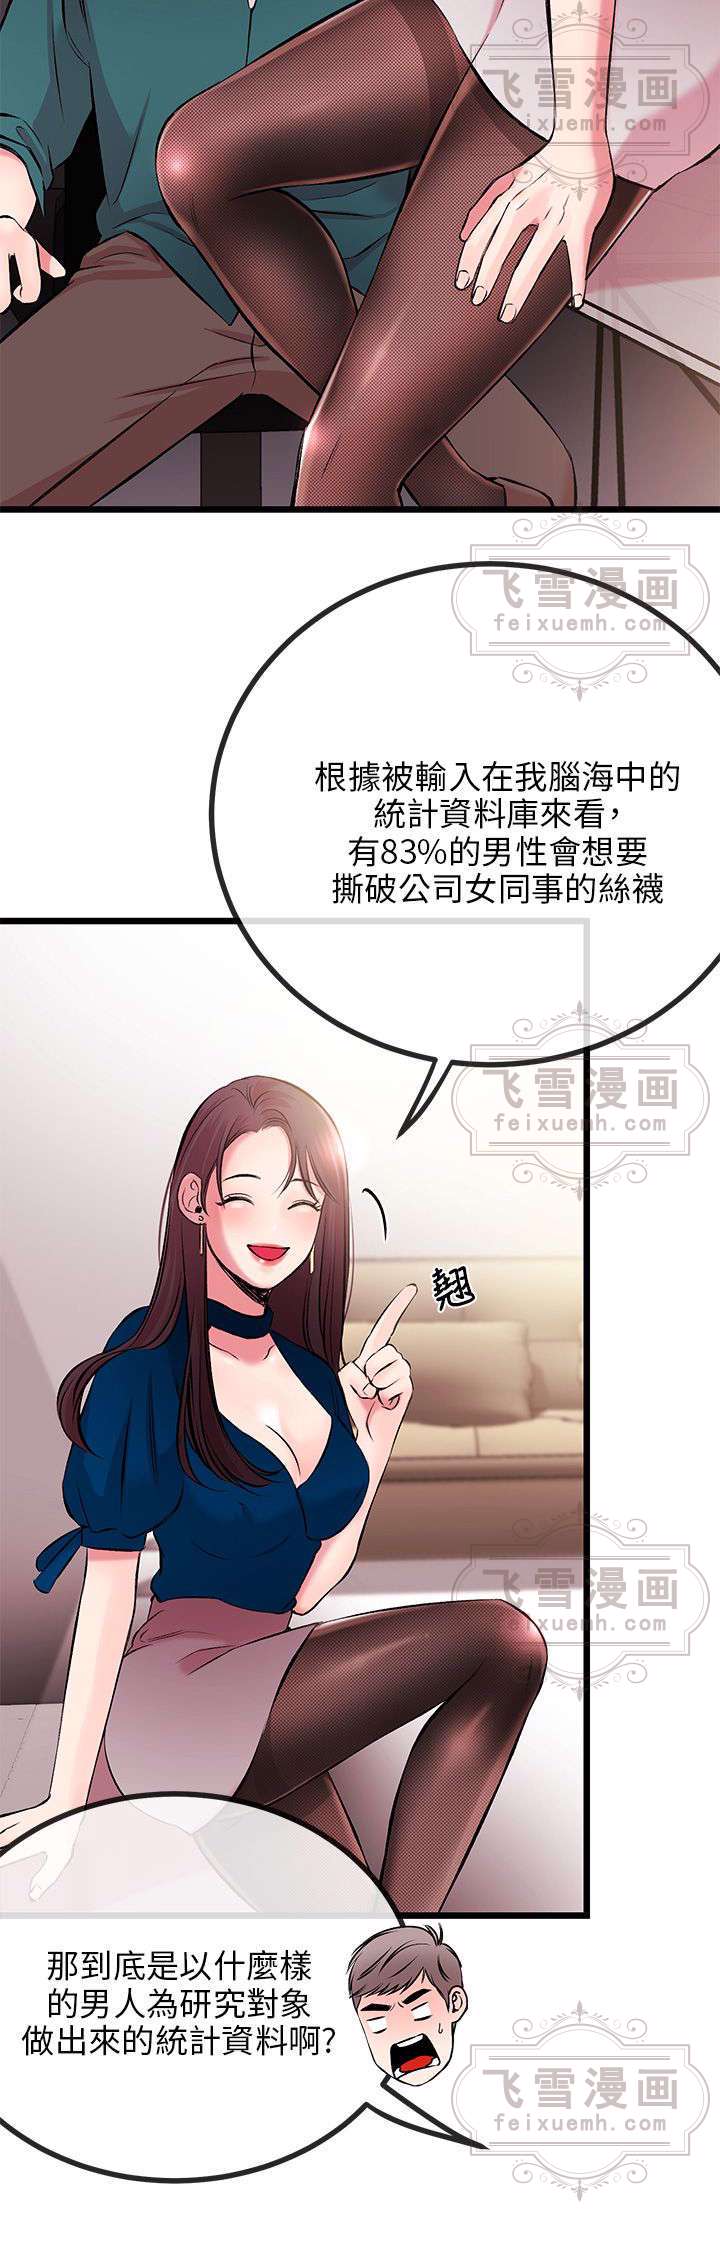 飞雪漫画
feixuemh.com
飞雪漫画
feixuemh.com
根據被輸入在我腦海中的
統計資料庫來看，
有83%的男性會想要
撕破公司女同事的絲襪
飞雪漫画
feixuemh.com
翹
飞雪漫画
feixuemh.com
那到底是以什麼樣
的男人為研究對象
做出來的統計資料啊?
飞雪漫画
feixuemh.com